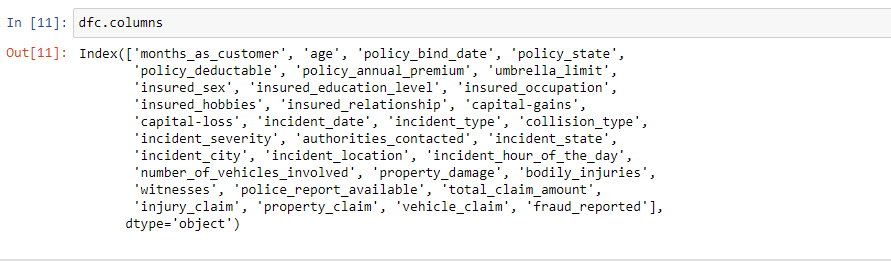 In [11]: dfc.columns
Out[11]: Index(['months_as_customer', 'age', 'policy_bind_date', 'policy_state',
'policy_deductable', 'policy_annual_premium', 'umbrella_limit',
'insured_sex', 'insured_education_level', 'insured_occupation',
'insured_hobbies', 'insured_relationship', 'capital-gains',
'capital-loss', 'incident_date', 'incident_type', 'collision_type',
'incident_severity', 'authorities_contacted', 'incident_state',
'incident_city', 'incident_location', 'incident_hour_of_the_day',
'number_of_vehicles_involved', 'property_damage', 'bodily_injuries',
'witnesses', 'police_report_available', 'total_claim_amount',
'injury_claim', 'property_claim', 'vehicle_claim', 'fraud_reported'],
dtype='object')